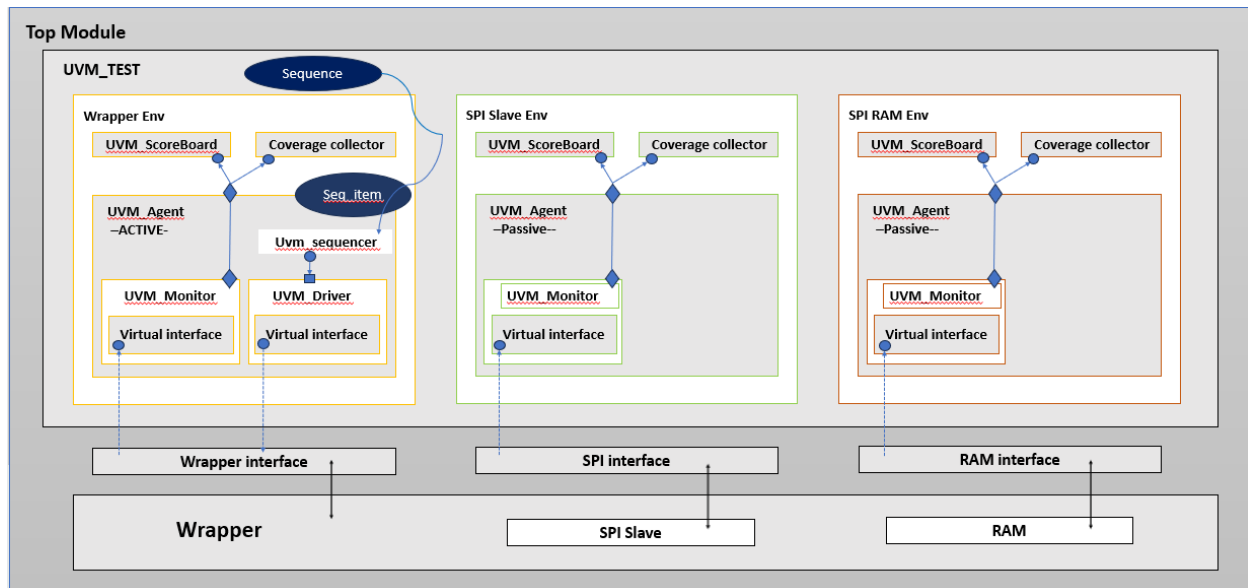 Top Module
UVM_TEST
Sequence
Wrapper Env
UVM_ScoreBoard
Coverage collector
Seq_item
UVM_Agent
--ACTIVE-
Uvm_sequencer
UVM_Monitor
Virtual interface
UVM_Driver
Virtual interface
SPI Slave Env
UVM_ScoreBoard
Coverage collector
UVM_Agent
--Passive--
UVM_Monitor
Virtual interface
SPI RAM Env
UVM_ScoreBoard
Coverage collector
UVM_Agent
--Passive--
UVM_Monitor
Virtual interface
Wrapper interface
SPI interface
RAM interface
Wrapper
SPI Slave
RAM